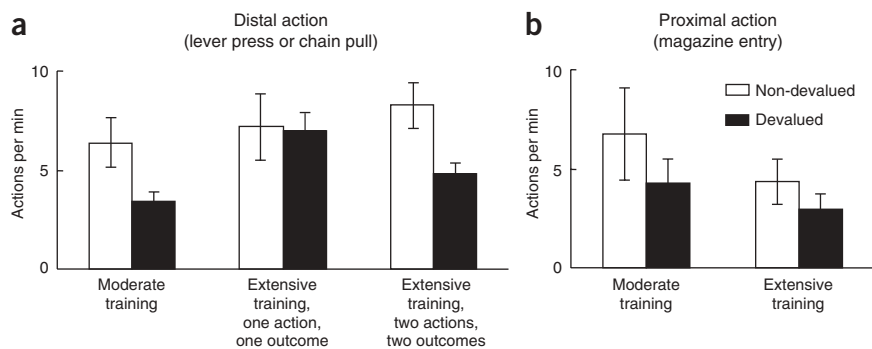 a
Distal action
(lever press or chain pull)
Actions per min
10
5
0
Moderate
training
Extensive
training,
one action,
one outcome
Extensive
training,
two actions,
two outcomes
b
Proximal action
(magazine entry)
Actions per min
10
5
0
Non-devalued
Devalued
Moderate
training
Extensive
training